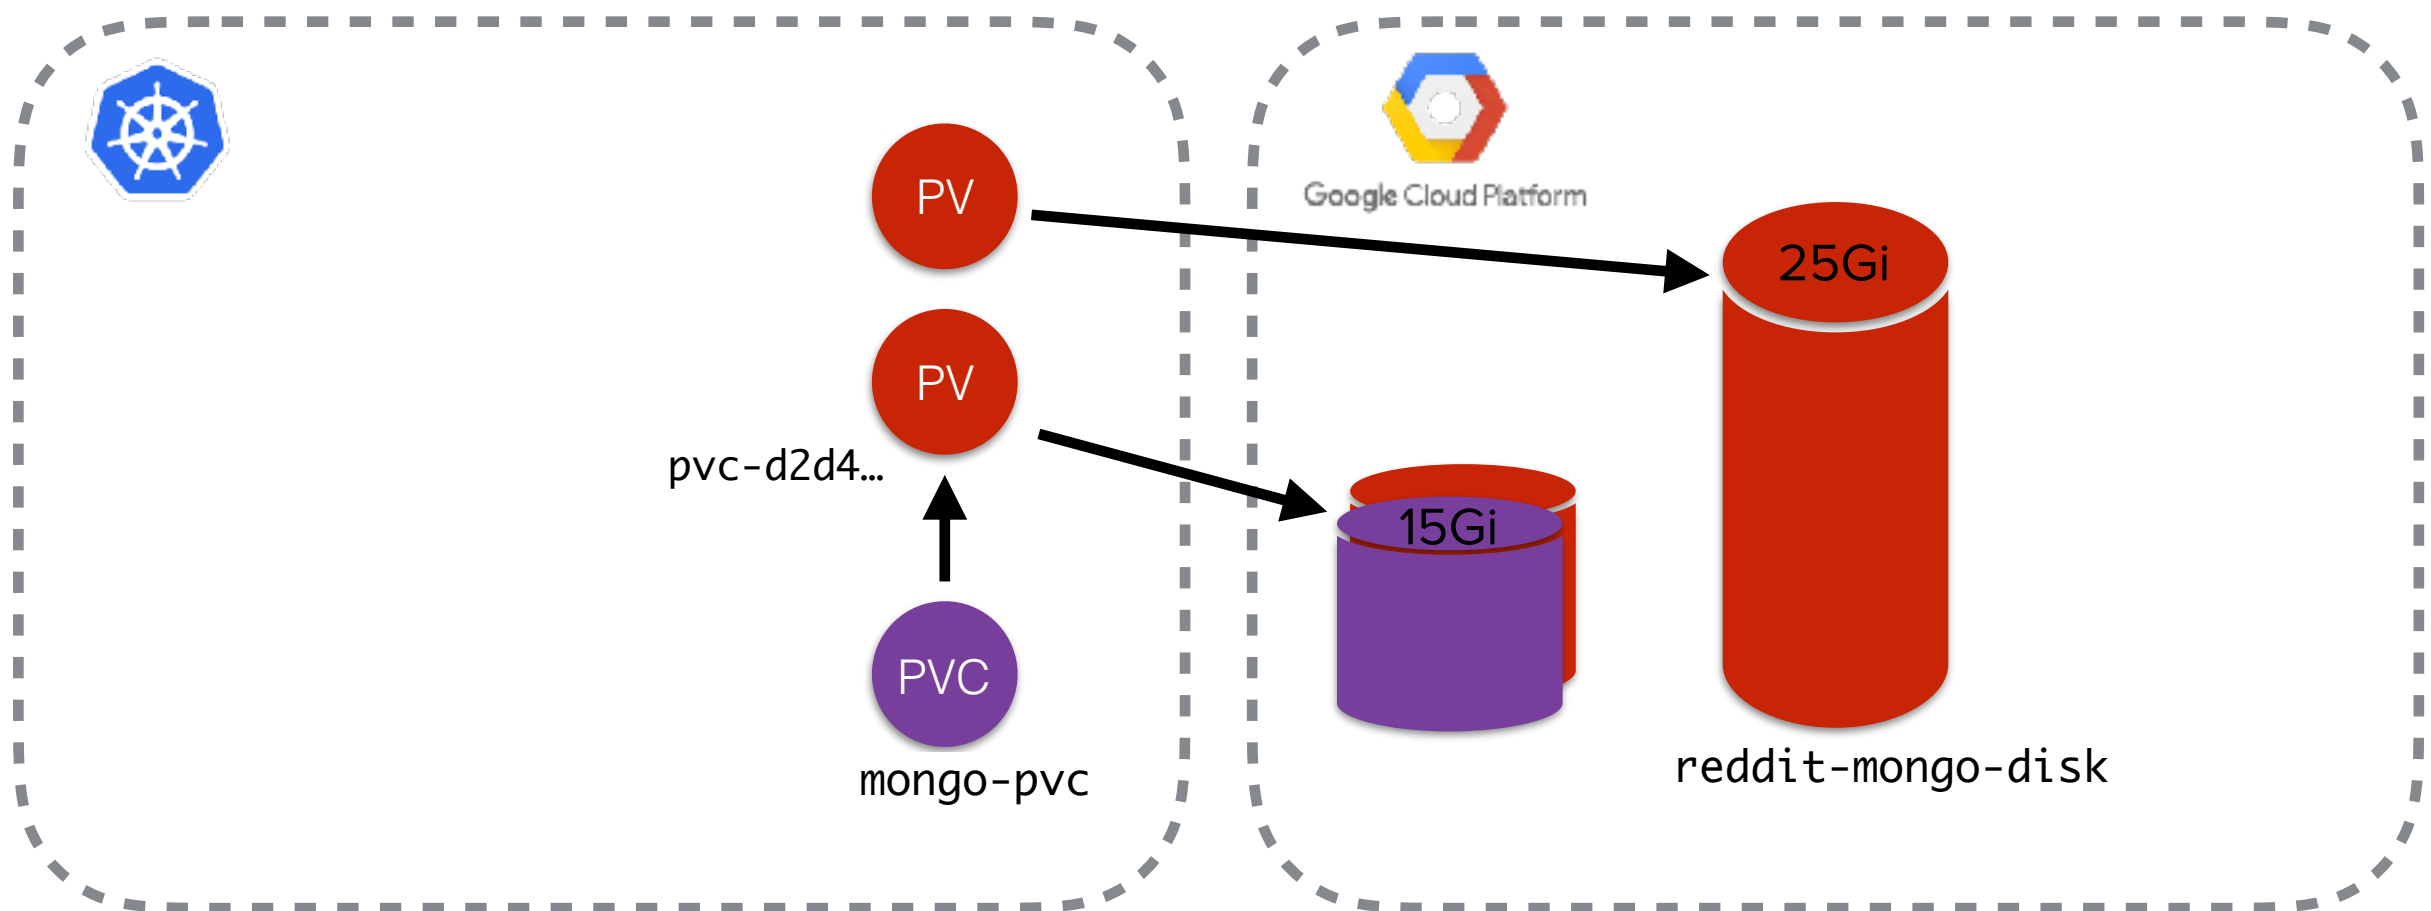 PV
Google Cloud Platform
25Gi
PV
pvc-d2d4…
15Gi
PVC
mongo-pvc
reddit-mongo-disk